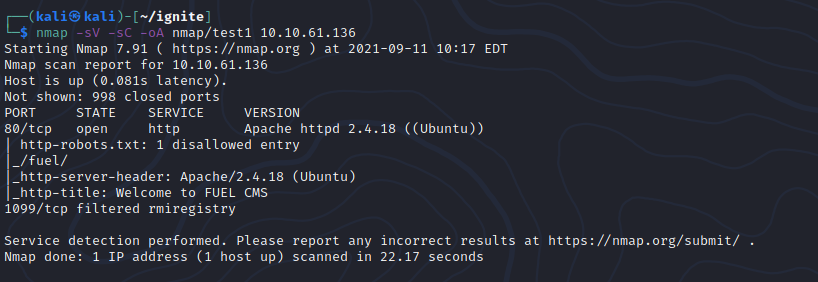 ┌──(kali㉿kali)-[~/ignite]
└─$ nmap -sV -sC -oA nmap/test1 10.10.61.136
Starting Nmap 7.91 ( https://nmap.org ) at 2021-09-11 10:17 EDT
Nmap scan report for 10.10.61.136
Host is up (0.081s latency).
Not shown: 998 closed ports
PORT     STATE    SERVICE     VERSION
80/tcp   open     http        Apache httpd 2.4.18 ((Ubuntu))
| http-robots.txt: 1 disallowed entry
|_/fuel/
|_http-server-header: Apache/2.4.18 (Ubuntu)
|_http-title: Welcome to FUEL CMS
1099/tcp filtered rmiregistry

Service detection performed. Please report any incorrect results at https://nmap.org/submit/ .
Nmap done: 1 IP address (1 host up) scanned in 22.17 seconds